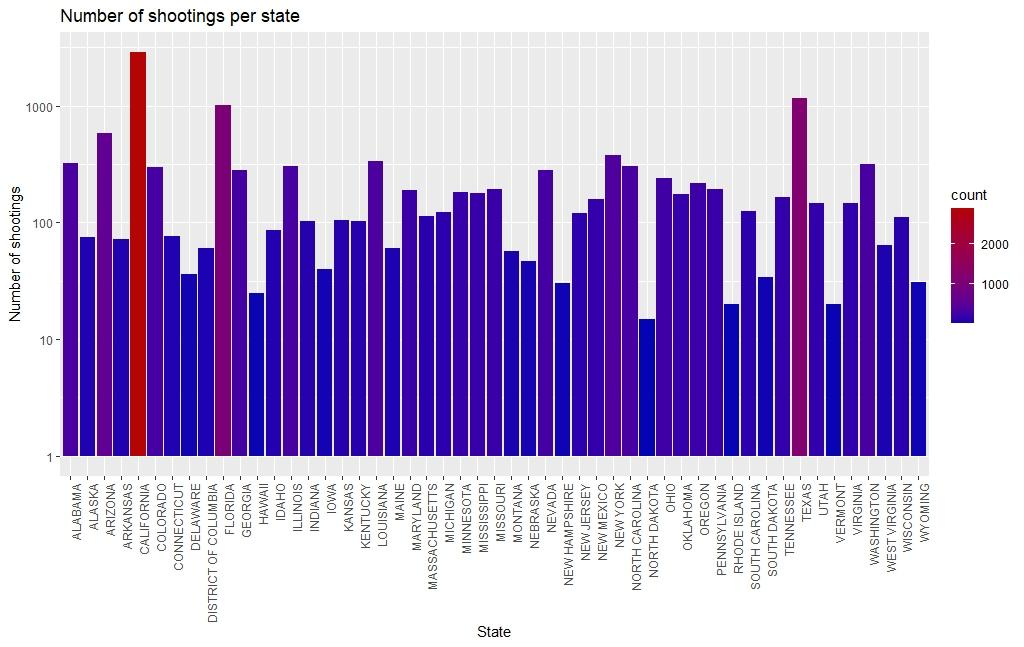 Number of shootings per state
Number of shootings
1000
100
10
1
ALABAMA
ALASKA
ARIZONA
ARKANSAS
CALIFORNIA
COLORADO
CONNECTICUT
DELAWARE
DISTRICT OF COLUMBIA
FLORIDA
GEORGIA
HAWAII
IDAHO
ILLINOIS
INDIANA
IOWA
KANSAS
KENTUCKY
LOUISIANA
MAINE
MARYLAND
MASSACHUSETTS
MICHIGAN
MINNESOTA
MISSISSIPPI
MISSOURI
MONTANA
NEBRASKA
NEVADA
NEW HAMPSHIRE
NEW JERSEY
NEW MEXICO
NEW YORK
NORTH CAROLINA
NORTH DAKOTA
OHIO
OKLAHOMA
OREGON
PENNSYLVANIA
RHODE ISLAND
SOUTH CAROLINA
SOUTH DAKOTA
TENNESSEE
TEXAS
UTAH
VERMONT
VIRGINIA
WASHINGTON
WEST VIRGINIA
WISCONSIN
WYOMING
State
count
2000
1000